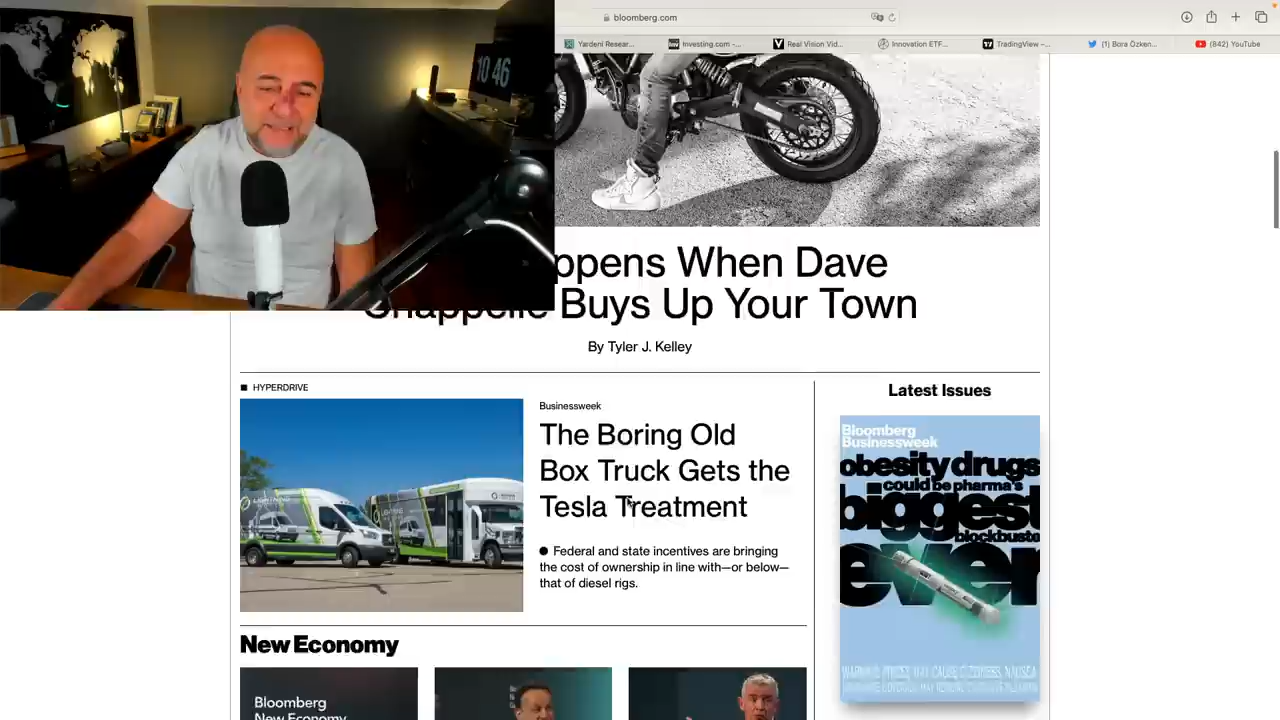 bloomberg.com
Yardeni Resear...
Investing.com -...
Real Vision Vid...
Innovation ETF...
TradingView –...
(1) Bora Özken...
(842) YouTube
10 46
ppens When Dave
Chappelle Buys Up Your Town
By Tyler J. Kelley
HYPERDRIVE
Businessweek
The Boring Old
Box Truck Gets the
Tesla Treatment
● Federal and state incentives are bringing
the cost of ownership in line with—or below—
that of diesel rigs.
Latest Issues
Bloomberg
Businessweek
obesity drugs
could be pharma's
biggest
blockbuste
ever
New Economy
Bloomberg
New Economy